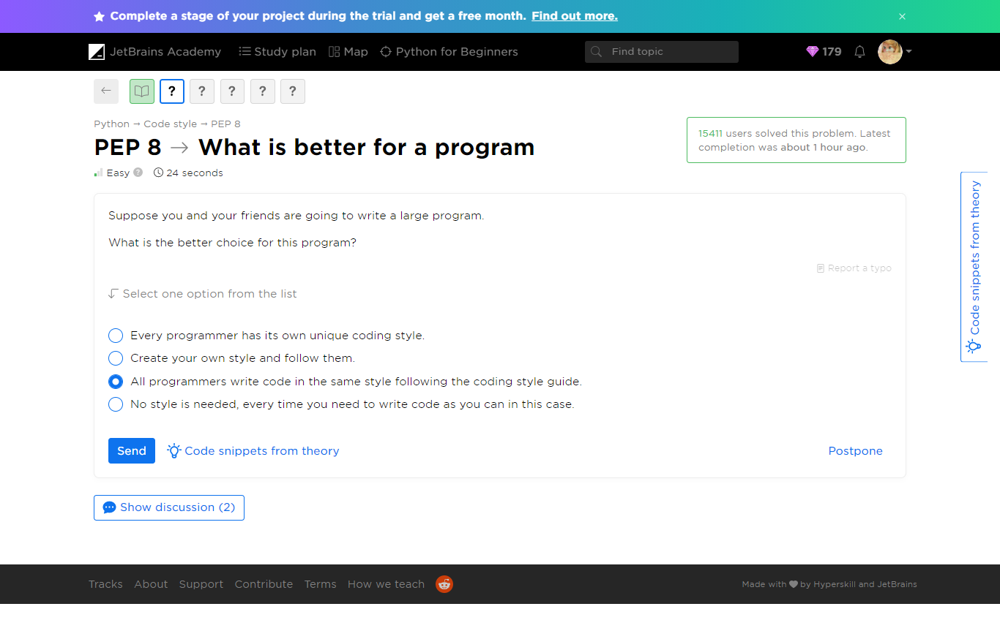 Complete a stage of your project during the trial and get a free month. Find out more. ×
JetBrains Academy Study plan Map Python for Beginners Find topic 179
← ? ? ? ? ?
Python → Code style → PEP 8
PEP 8 → What is better for a program
Easy ? 24 seconds
15411 users solved this problem. Latest
completion was about 1 hour ago.
Code snippets from theory
Suppose you and your friends are going to write a large program.
What is the better choice for this program?
Report a typo
Select one option from the list
Every programmer has its own unique coding style.
Create your own style and follow them.
All programmers write code in the same style following the coding style guide.
No style is needed, every time you need to write code as you can in this case.
Send Code snippets from theory Postpone
Show discussion (2)
Tracks About Support Contribute Terms How we teach Made with ♥ by Hyperskill and JetBrains